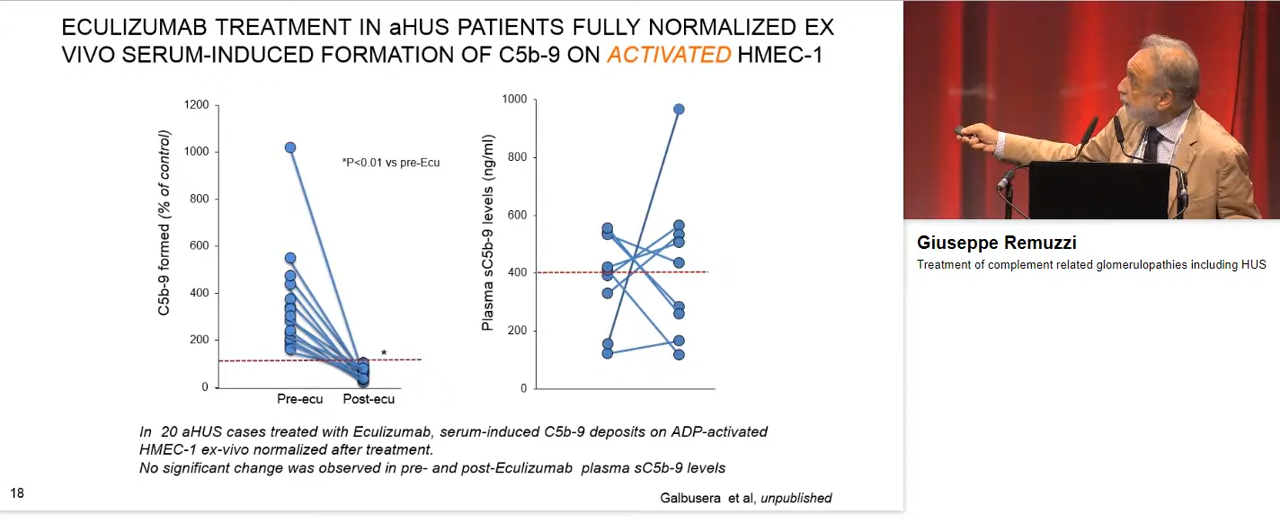 ECULIZUMAB TREATMENT IN aHUS PATIENTS FULLY NORMALIZED EX
VIVO SERUM-INDUCED FORMATION OF C5b-9 ON ACTIVATED HMEC-1
C5b-9 formed (% of control)
1200
1000
800
600
400
200
0
*P<0.01 vs pre-Ecu
*
Pre-ecu Post-ecu
Plasma sC5b-9 levels (ng/ml)
1000
800
600
400
200
0
In 20 aHUS cases treated with Eculizumab, serum-induced C5b-9 deposits on ADP-activated
HMEC-1 ex-vivo normalized after treatment.
No significant change was observed in pre- and post-Eculizumab plasma sC5b-9 levels
18
Galbusera et al, unpublished
Giuseppe Remuzzi
Treatment of complement related glomerulopathies including HUS